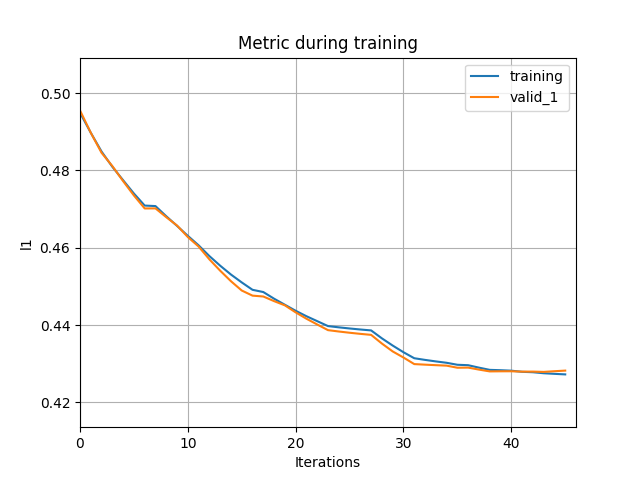 Metric during training
training
valid_1
0.50
0.48
0.46
0.44
0.42
l1
0 10 20 30 40
Iterations